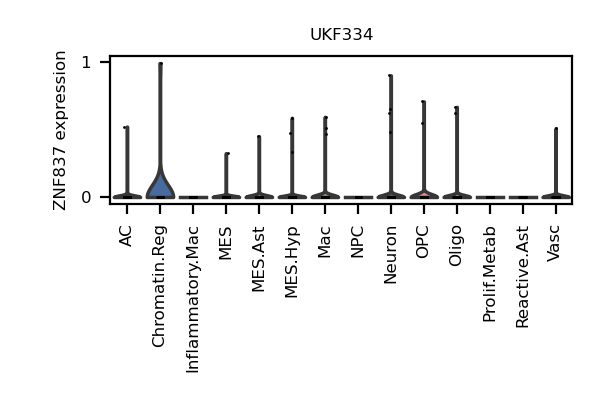 UKF334
ZNF837 expression
1
0
AC
Chromatin.Reg
Inflammatory.Mac
MES
MES.Ast
MES.Hyp
Mac
NPC
Neuron
OPC
Oligo
Prolif.Metab
Reactive.Ast
Vasc